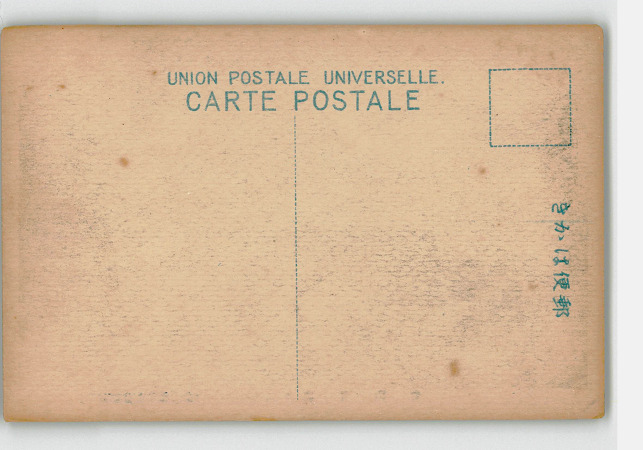 UNION POSTALE UNIVERSELLE.
CARTE POSTALE
きかは便郵